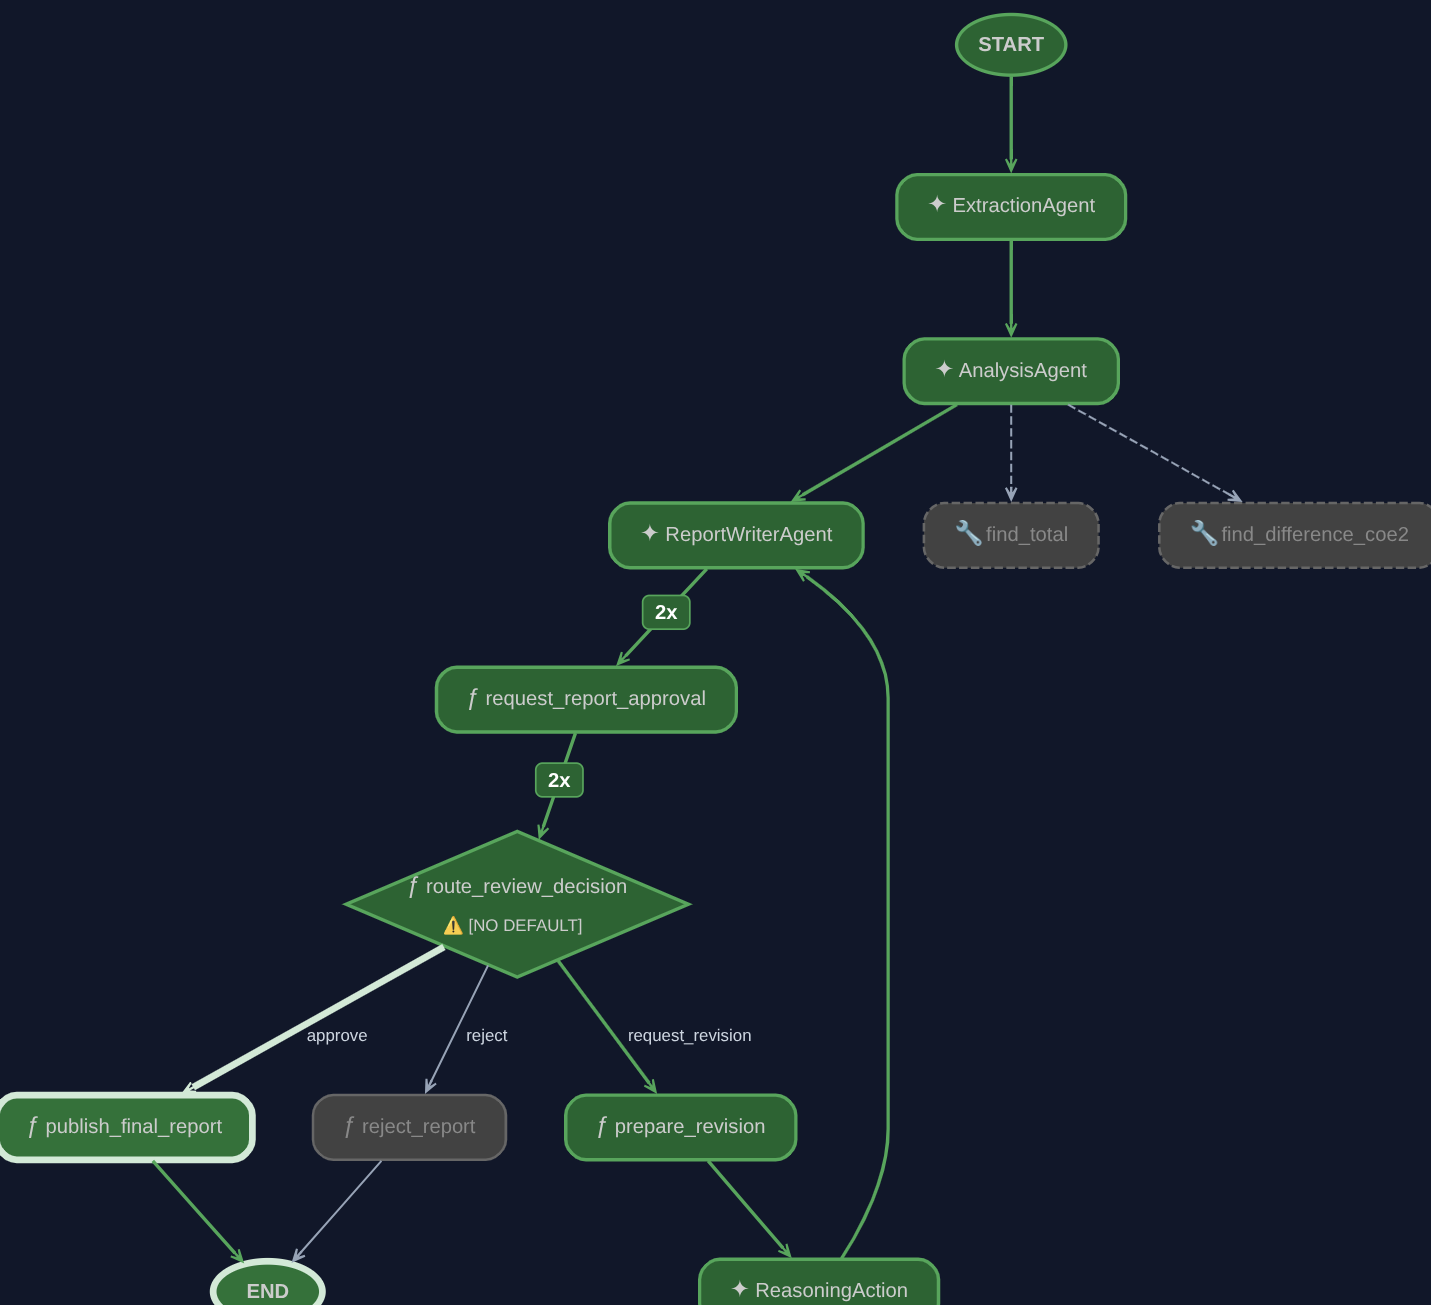 START
✦ ExtractionAgent
✦ AnalysisAgent
✦ ReportWriterAgent
🔧 find_total
🔧 find_difference_coe2
2x
ƒ request_report_approval
2x
ƒ route_review_decision
⚠️ [NO DEFAULT]
approve
reject
request_revision
ƒ publish_final_report
ƒ reject_report
ƒ prepare_revision
END
✦ ReasoningAction